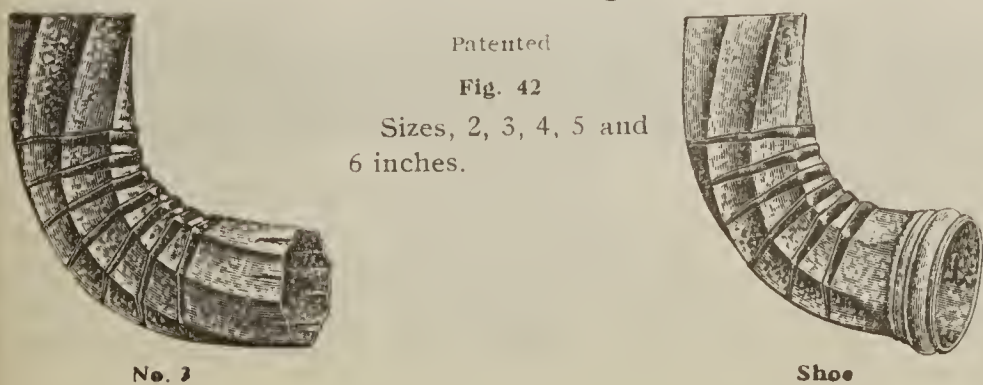 Patented
Fig. 42
Sizes, 2, 3, 4, 5 and
6 inches.
No. 3
Shoe